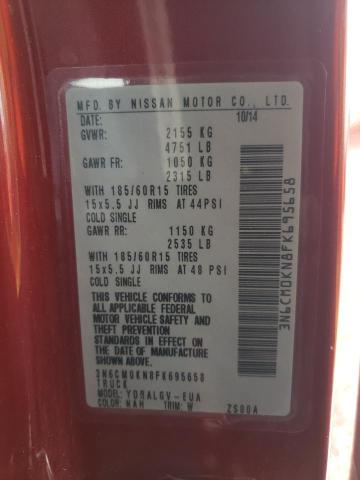 MFD. BY NISSAN MOTOR CO., LTD.
10/14
GVWR: 2155 KG
4751 LB
GAWR FR: 1050 KG
2315 LB
WITH 185/60R15 TIRES
15x5.5 JJ RIMS AT 44PSI
COLD SINGLE
GAWR RR: 1150 KG
2535 LB
WITH 185/60R15 TIRES
15x5.5 JJ RIMS AT 48 PSI
COLD SINGLE
THIS VEHICLE CONFORMS TO
ALL APPLICABLE FEDERAL
MOTOR VEHICLE SAFETY
AND THEFT PREVENTION
STANDARDS IN EFFECT ON
THE DATE OF MANUFACTURE
SHOWN ABOVE.
3N6CM0KN8FK695658
TRUCK
MODEL: YD8ALGV-EUA
COLOR: NAH TRIM: W Z500A
3N6CM0KN8FK695658